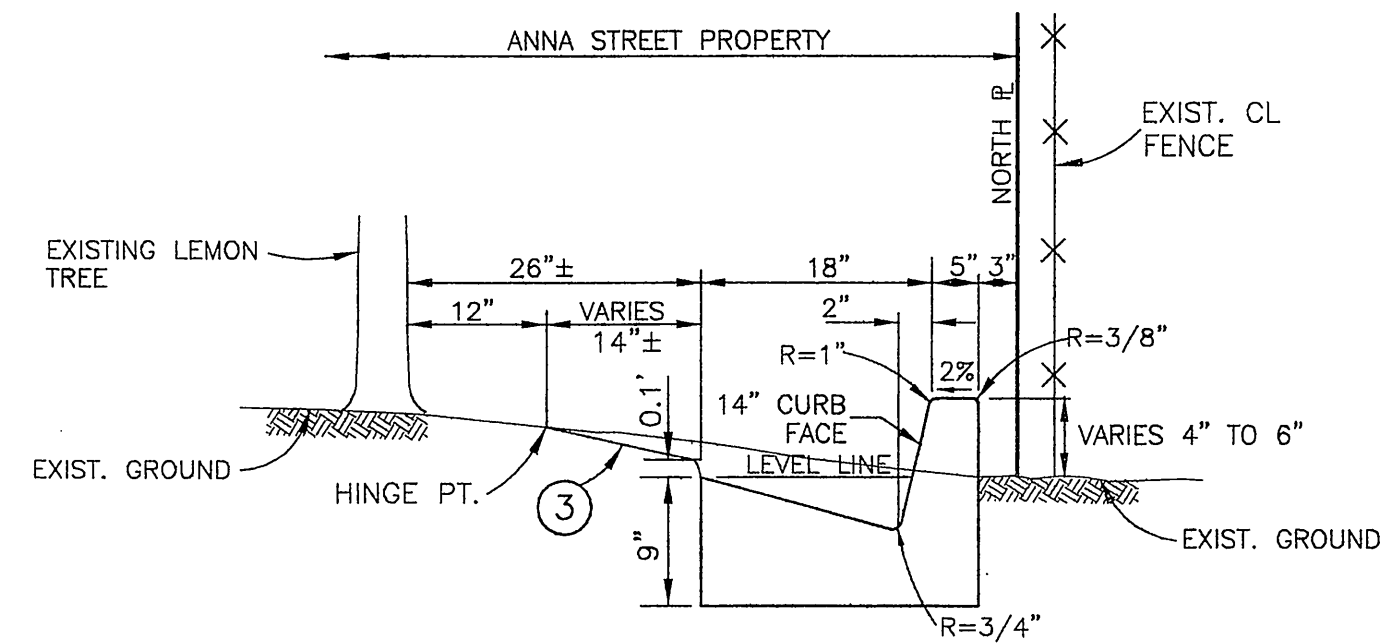 ANNA STREET PROPERTY
NORTH ℄
EXIST. CL
FENCE
EXISTING LEMON
TREE
26"±
18"
5"
3"
12"
VARIES
14"±
2"
R=1"
R=3/8"
2%
0.1'
14" CURB
FACE
VARIES 4" TO 6"
LEVEL LINE
EXIST. GROUND
HINGE PT.
3
9"
EXIST. GROUND
R=3/4"